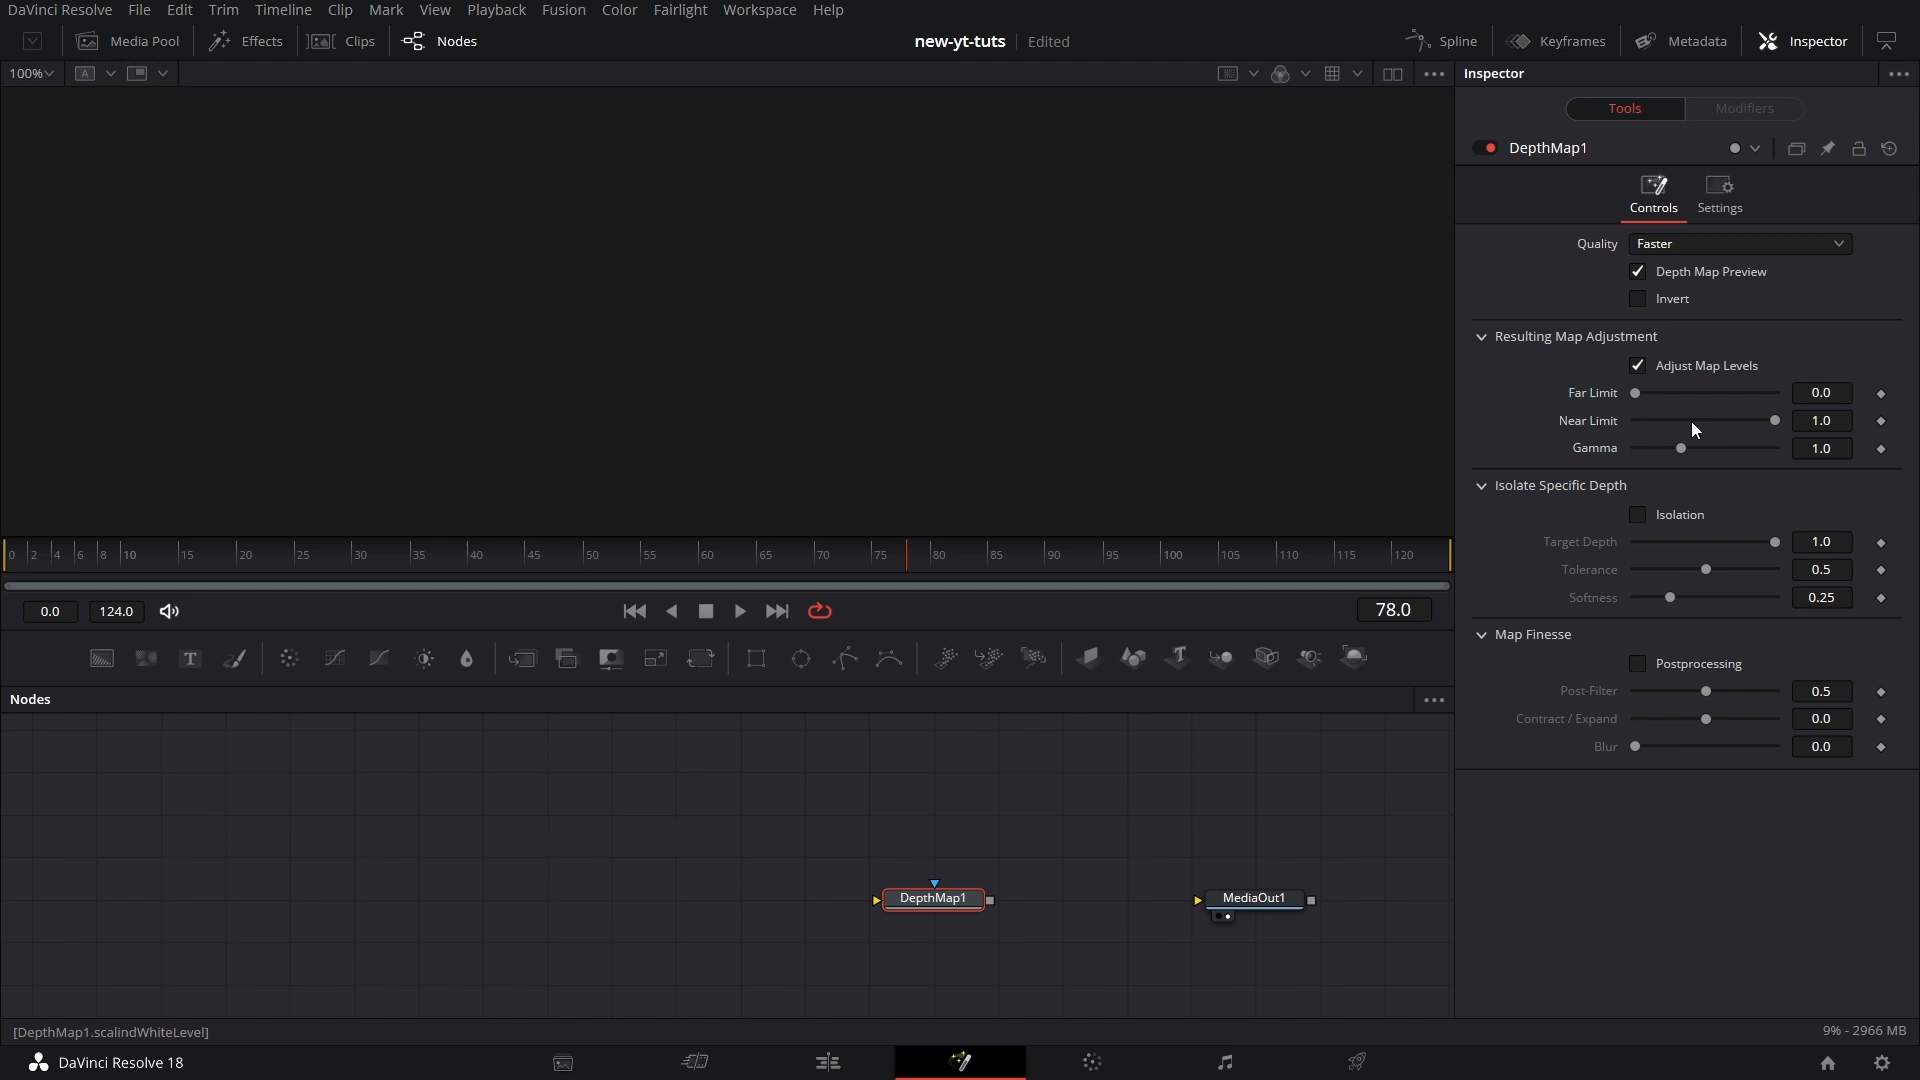 DaVinci Resolve File Edit Trim Timeline Clip Mark View Playback Fusion Color Fairlight Workspace Help
Media Pool Effects Clips Nodes new-yt-tuts Edited Spline Keyframes Metadata Inspector
100% A Inspector
Tools Modifiers
DepthMap1
Controls Settings
Quality Faster
Depth Map Preview
Invert
Resulting Map Adjustment
Adjust Map Levels
Far Limit 0.0
Near Limit 1.0
Gamma 1.0
Isolate Specific Depth
Isolation
Target Depth 1.0
Tolerance 0.5
Softness 0.25
Map Finesse
Postprocessing
Post-Filter 0.5
Contract / Expand 0.0
Blur 0.0
0 2 4 6 8 10 15 20 25 30 35 40 45 50 55 60 65 70 75 80 85 90 95 100 105 110 115 120
0.0 124.0 78.0
T
Nodes
DepthMap1 MediaOut1
[DepthMap1.scalindWhiteLevel] 9% - 2966 MB
DaVinci Resolve 18